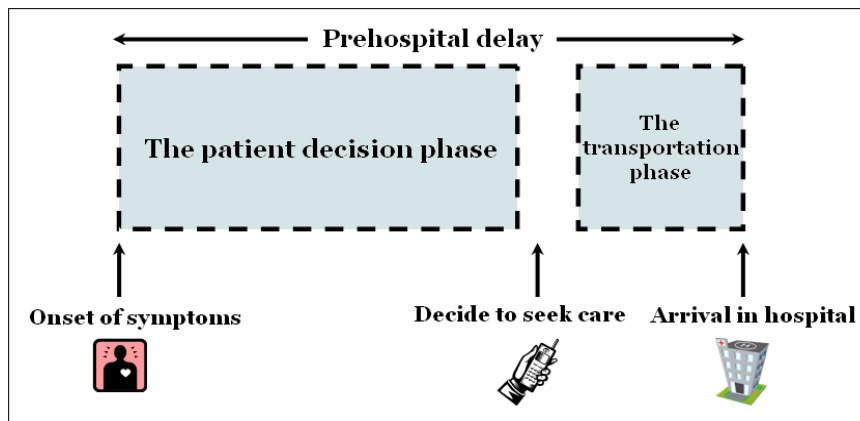 Prehospital delay
The patient decision phase
The
transportation
phase
Onset of symptoms
Decide to seek care
Arrival in hospital
H